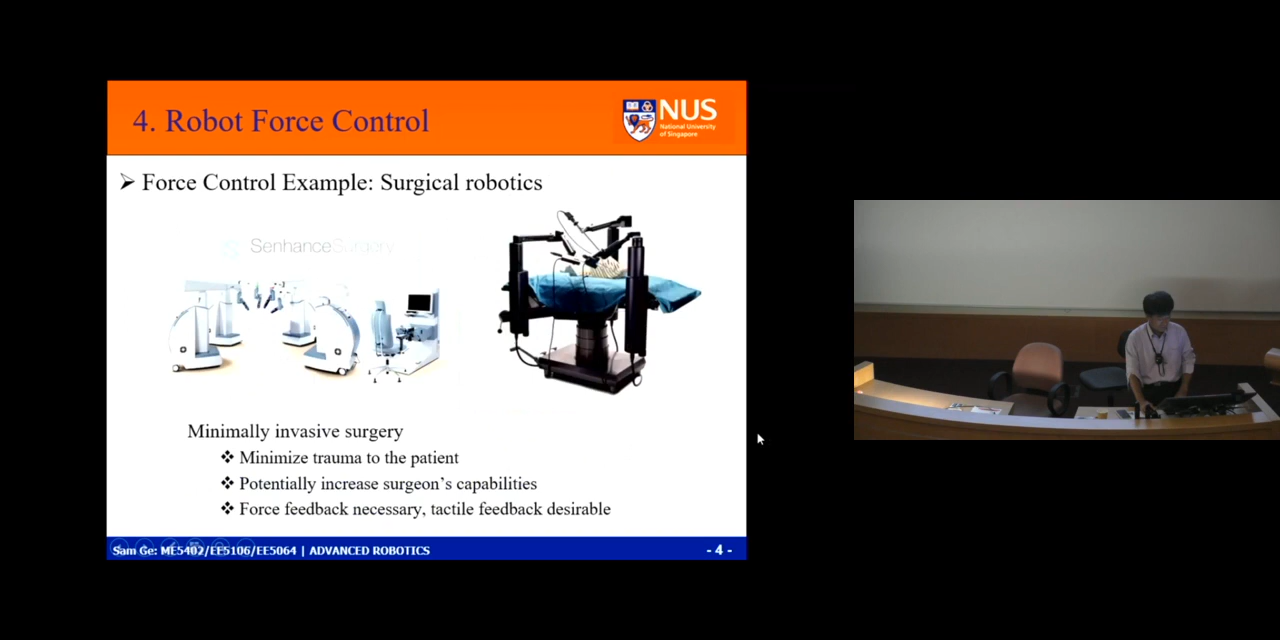 4. Robot Force Control
NUS
National University
of Singapore
➢ Force Control Example: Surgical robotics
SenhanceSurgery
Minimally invasive surgery
❖ Minimize trauma to the patient
❖ Potentially increase surgeon's capabilities
❖ Force feedback necessary, tactile feedback desirable
Sam Ge: ME5402/EE5106/EE5064 | ADVANCED ROBOTICS
- 4 -